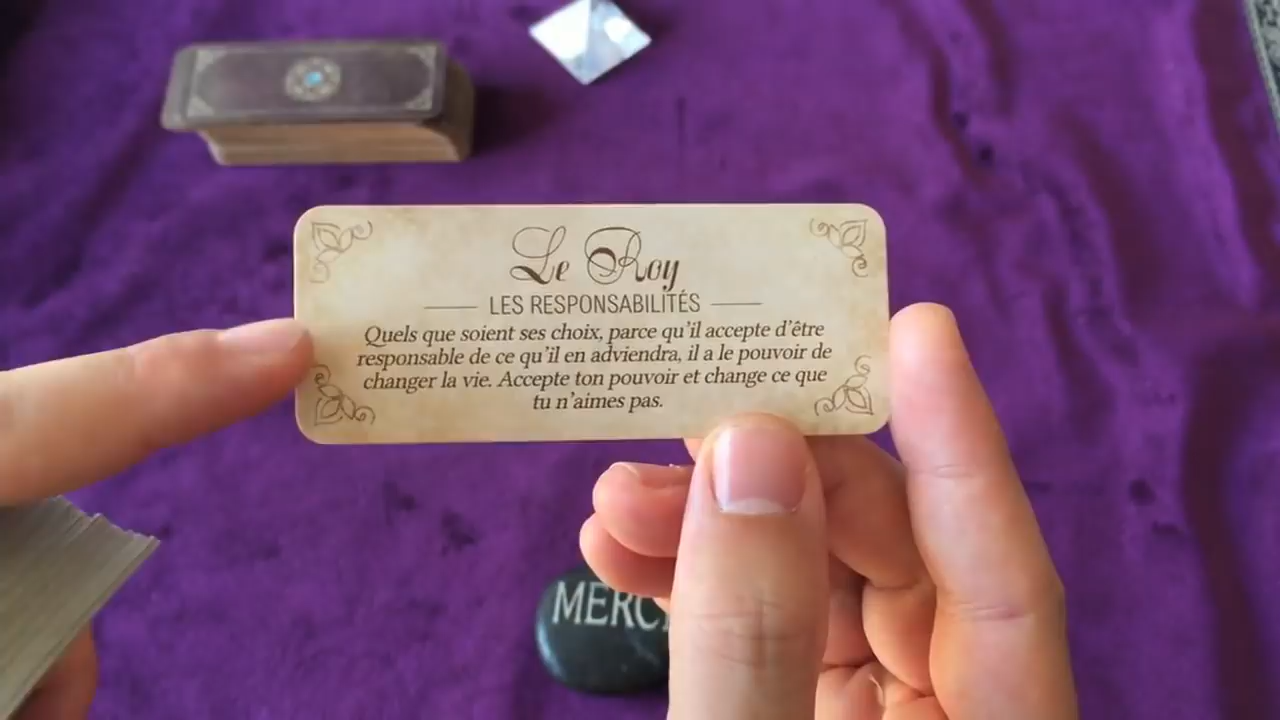 Le Roy
LES RESPONSABILITÉS
Quels que soient ses choix, parce qu'il accepte d'être
responsable de ce qu'il en adviendra, il a le pouvoir de
changer la vie. Accepte ton pouvoir et change ce que
tu n'aimes pas.
MERCI